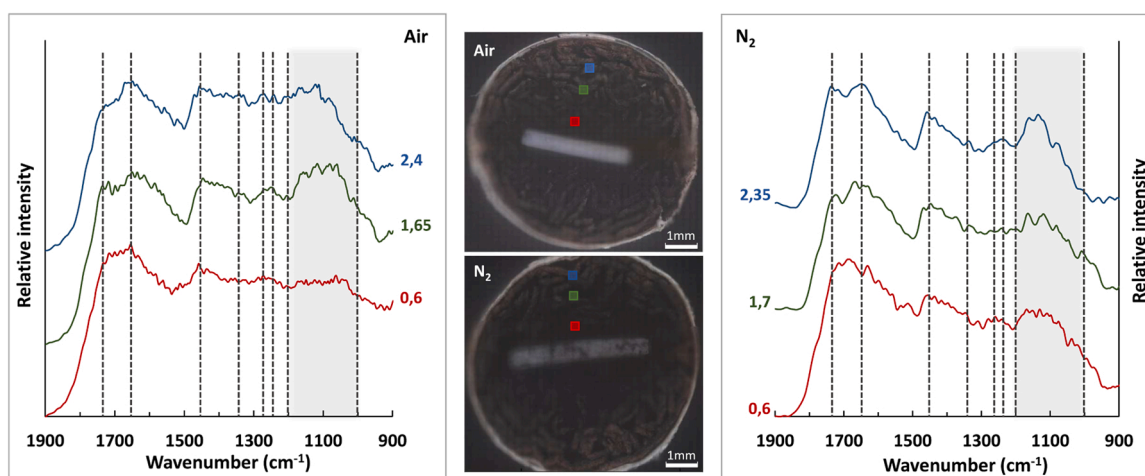 Air
Relative intensity
2,4
1,65
0,6
1900 1700 1500 1300 1100 900
Wavenumber (cm-1)
Air
1mm
N2
1mm
N2
2,35
1,7
0,6
Relative intensity
1900 1700 1500 1300 1100 900
Wavenumber (cm-1)